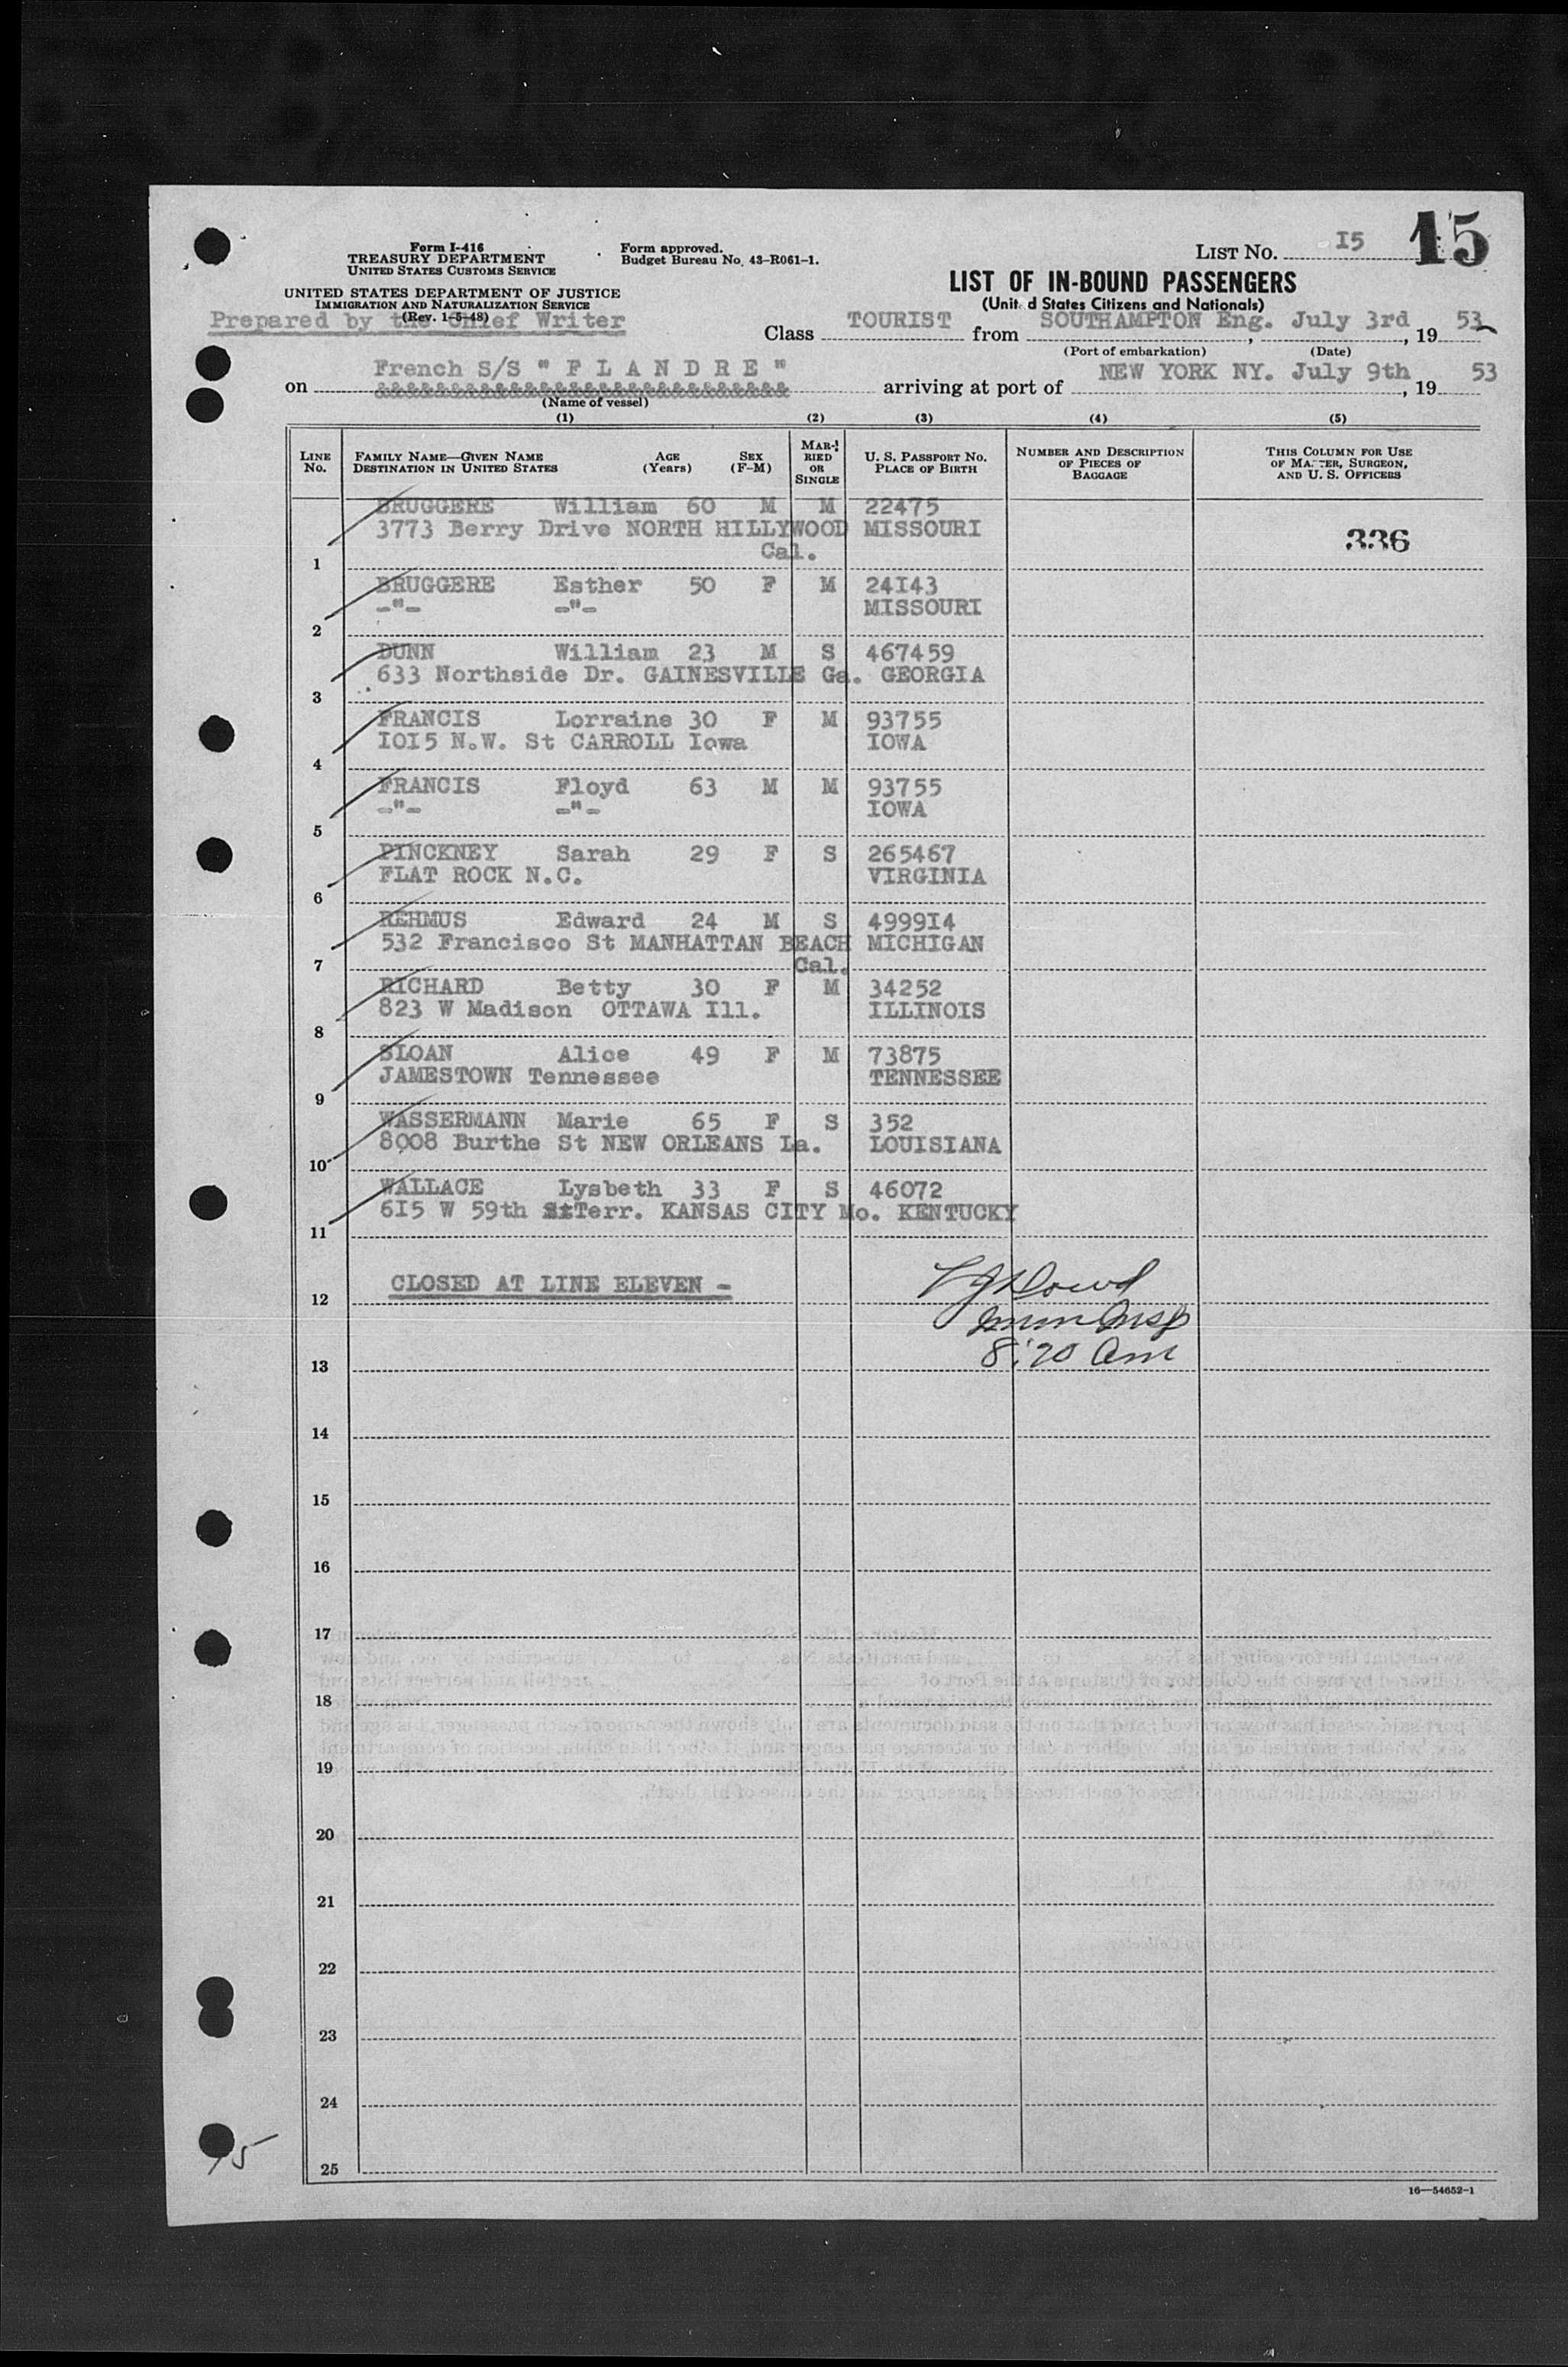 15
Form I-416
TREASURY DEPARTMENT
UNITED STATES CUSTOMS SERVICE
Form approved.
Budget Bureau No. 43-R061-1.
LIST NO. I5
UNITED STATES DEPARTMENT OF JUSTICE
IMMIGRATION AND NATURALIZATION SERVICE
(Rev. 1-5-48)
Prepared by the Chief Writer
LIST OF IN-BOUND PASSENGERS
(United States Citizens and Nationals)
Class TOURIST from SOUTHAMPTON Eng. , July 3rd , 19 53
(Port of embarkation) (Date)
on French S/S " F L A N D R E " arriving at port of NEW YORK NY. July 9th , 19 53
&&&&&&&&&&&&&&&&&&&&&&&&&&&&
(Name of vessel)
(1) (2) (3) (4) (5)
LINE No. FAMILY NAME—GIVEN NAME DESTINATION IN UNITED STATES AGE (Years) SEX (F-M) MARRIED OR SINGLE U. S. PASSPORT NO. PLACE OF BIRTH NUMBER AND DESCRIPTION OF PIECES OF BAGGAGE THIS COLUMN FOR USE OF MASTER, SURGEON, AND U. S. OFFICERS
BRUGGERE William 60 M M 22475
3773 Berry Drive NORTH HILLYWOOD MISSOURI 336
Cal.
1
BRUGGERE Esther 50 F M 24I43
-"- -"- MISSOURI
2
DUNN William 23 M S 467459
633 Northside Dr. GAINESVILLE Ga. GEORGIA
3
FRANCIS Lorraine 30 F M 93755
IOI5 N.W. St CARROLL Iowa IOWA
4
FRANCIS Floyd 63 M M 93755
-"- -"- IOWA
5
PINCKNEY Sarah 29 F S 265467
FLAT ROCK N.C. VIRGINIA
6
REHMUS Edward 24 M S 4999I4
532 Francisco St MANHATTAN BEACH MICHIGAN
7 Cal.
RICHARD Betty 30 F M 34252
823 W Madison OTTAWA Ill. ILLINOIS
8
SLOAN Alice 49 F M 73875
JAMESTOWN Tennessee TENNESSEE
9
WASSERMANN Marie 65 F S 352
8008 Burthe St NEW ORLEANS La. LOUISIANA
10
WALLACE Lysbeth 33 F S 46072
6I5 W 59th St Terr. KANSAS CITY Mo. KENTUCKY
11
CLOSED AT LINE ELEVEN -
12
Imm Insp
8:20 Am
13
14
15
16
17
18
19
20
21
22
23
24
15
25
16—54652-1